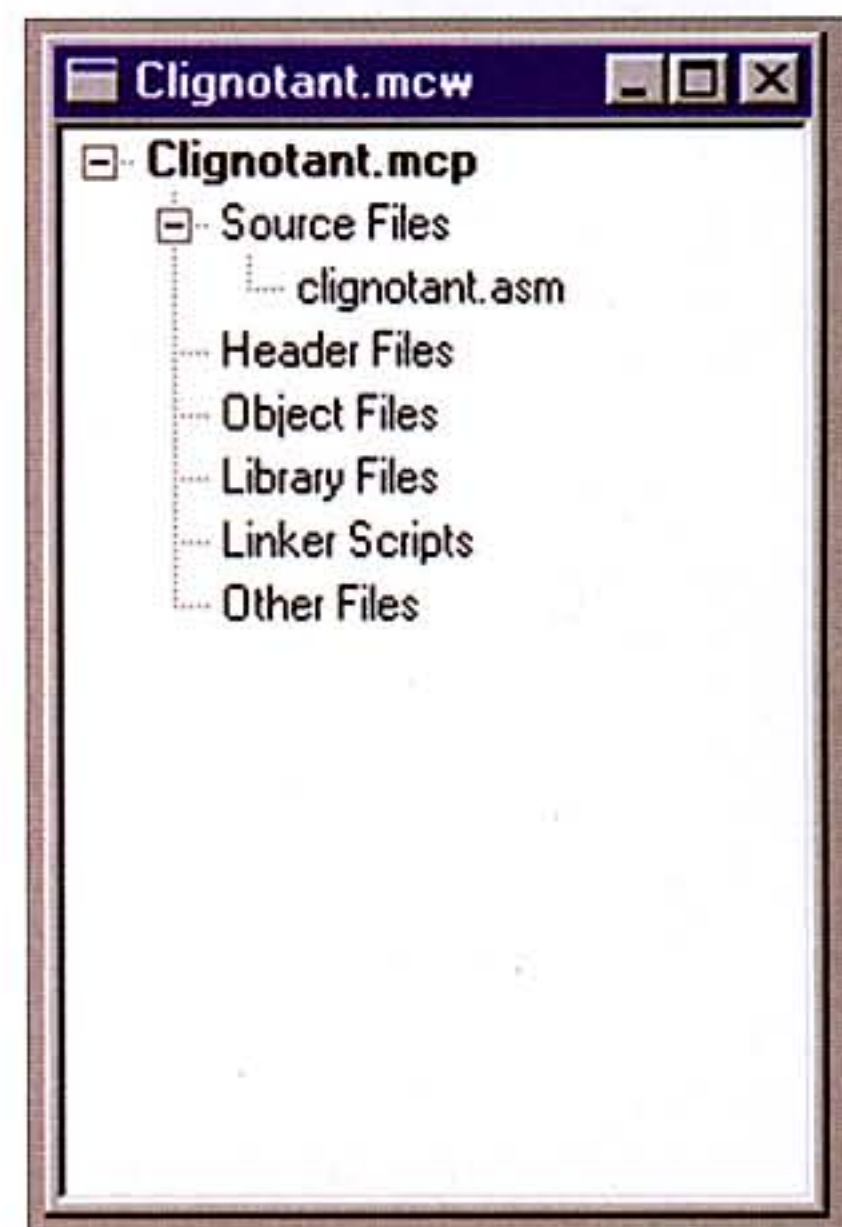 Clignotant.mcw
Clignotant.mcp
Source Files
clignotant.asm
Header Files
Object Files
Library Files
Linker Scripts
Other Files